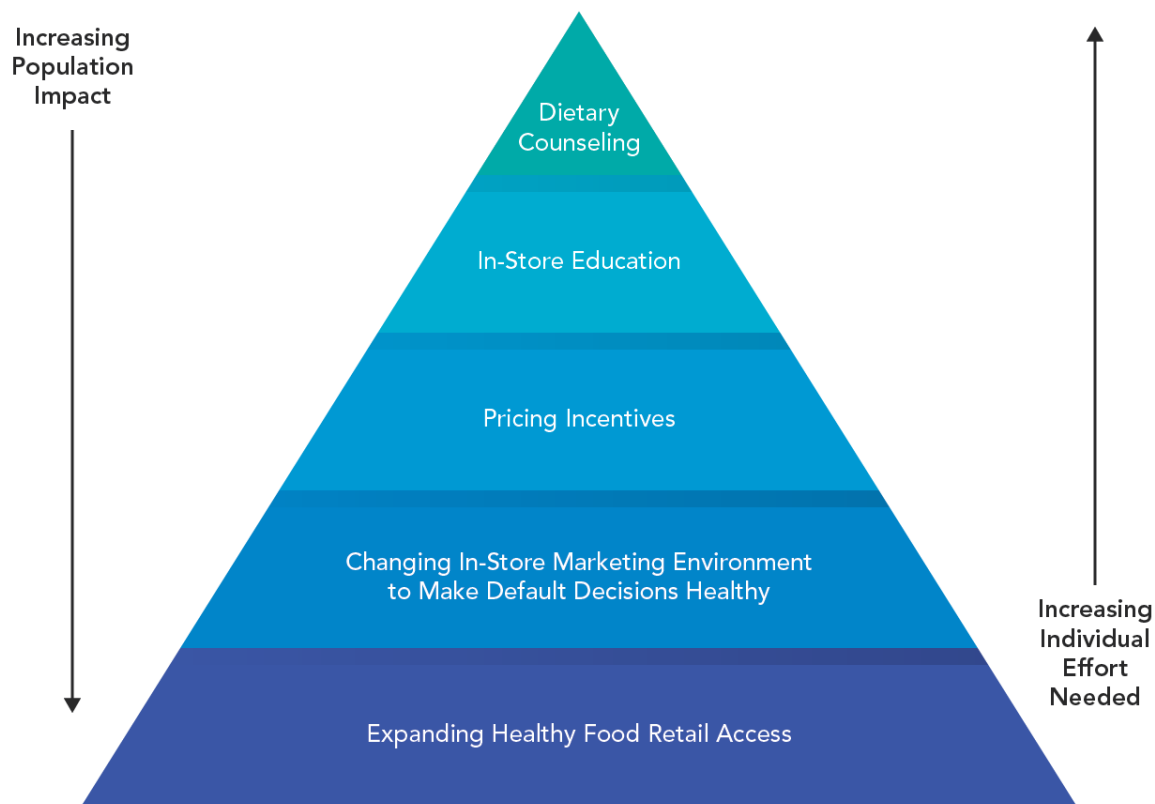 Increasing
Population
Impact
Dietary
Counseling
In-Store Education
Pricing Incentives
Changing In-Store Marketing Environment
to Make Default Decisions Healthy
Increasing
Individual
Effort
Needed
Expanding Healthy Food Retail Access